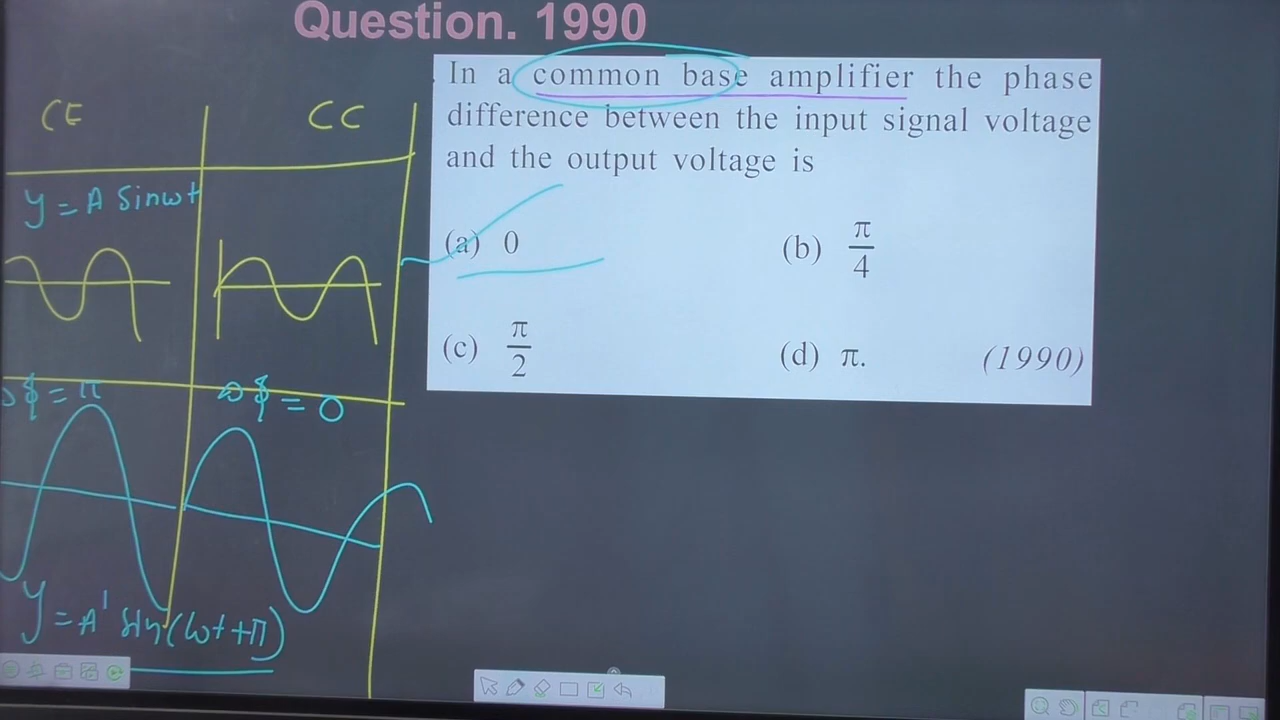 Question. 1990
In a common base amplifier the phase
difference between the input signal voltage
and the output voltage is
(a) 0
(b) π/4
(c) π/2
(d) π.
(1990)
CE
CC
y = A Sinωt
Δϕ = π
Δϕ = 0
y = A' sin(ωt + π)